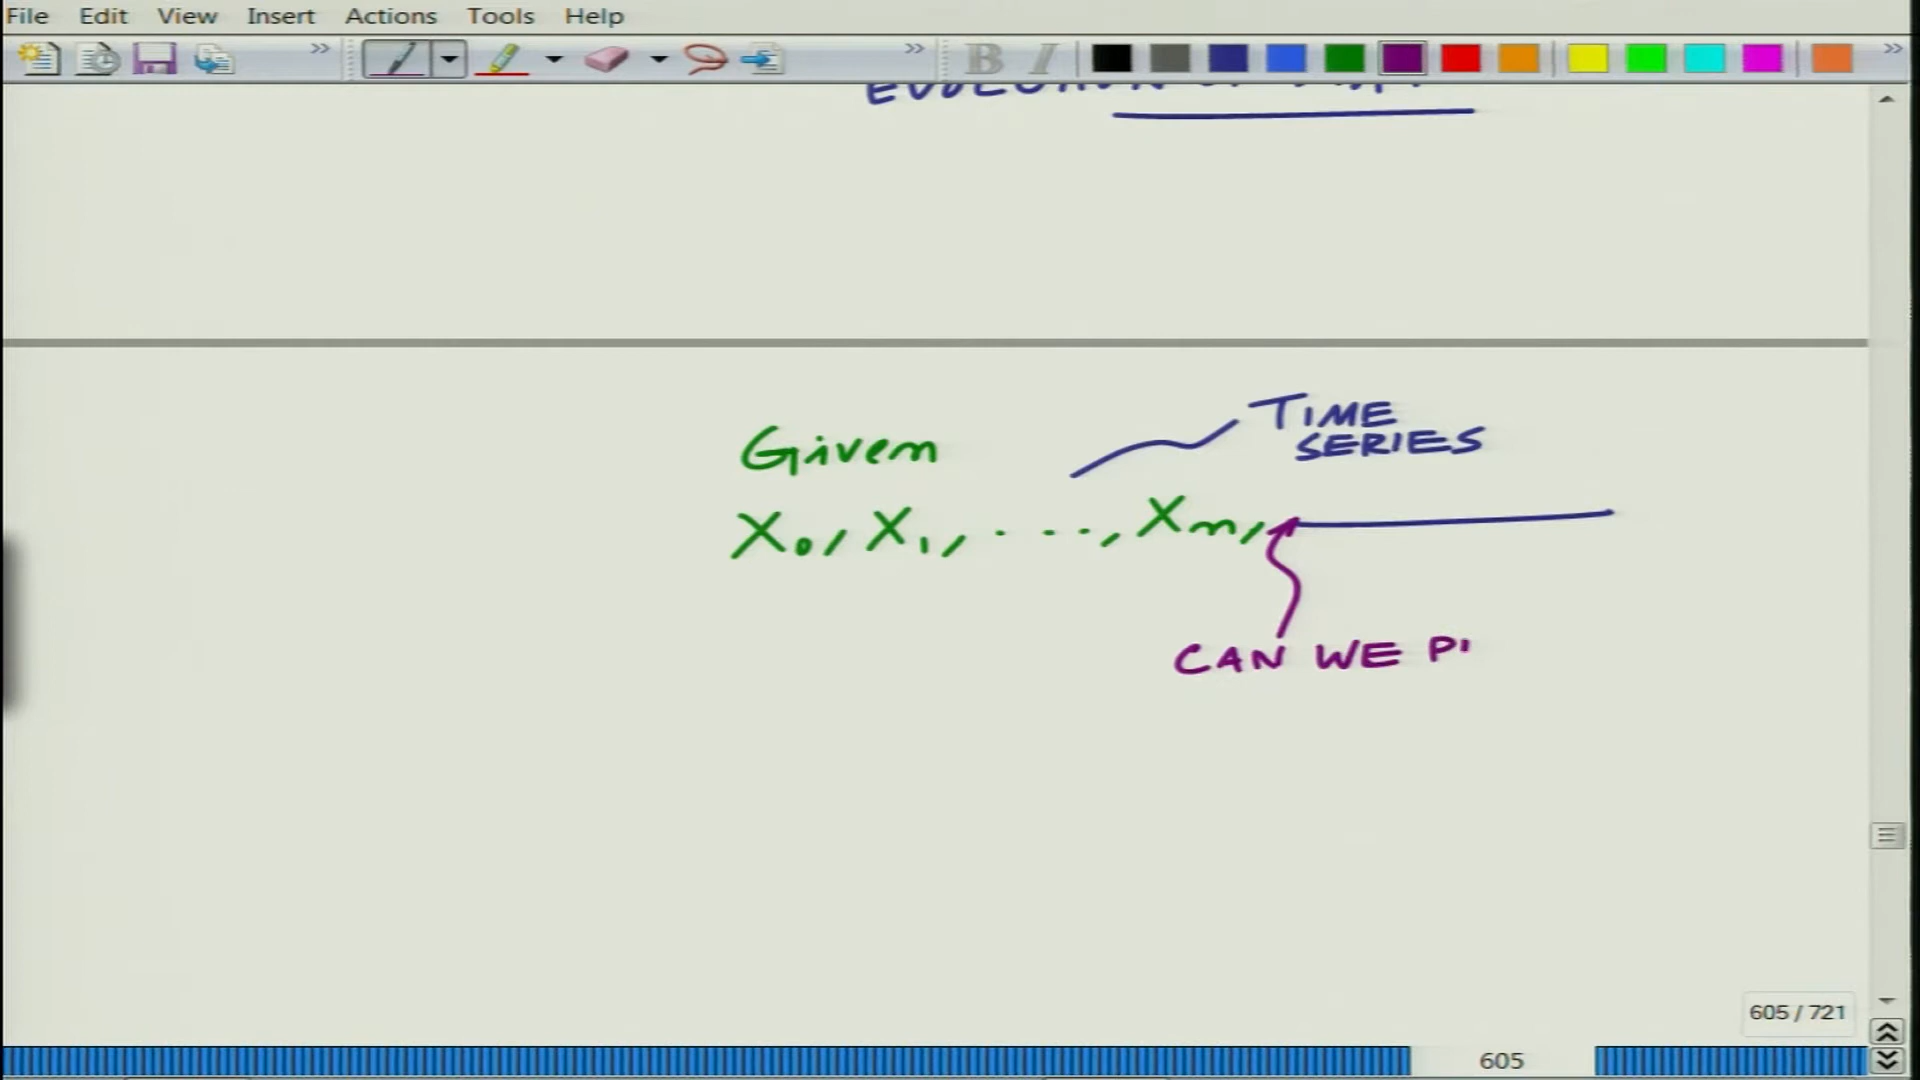 File Edit View Insert Actions Tools Help
B I
TIME
SERIES
Given
X₀, X₁, ...., Xₙ,
CAN WE
605 / 721
605